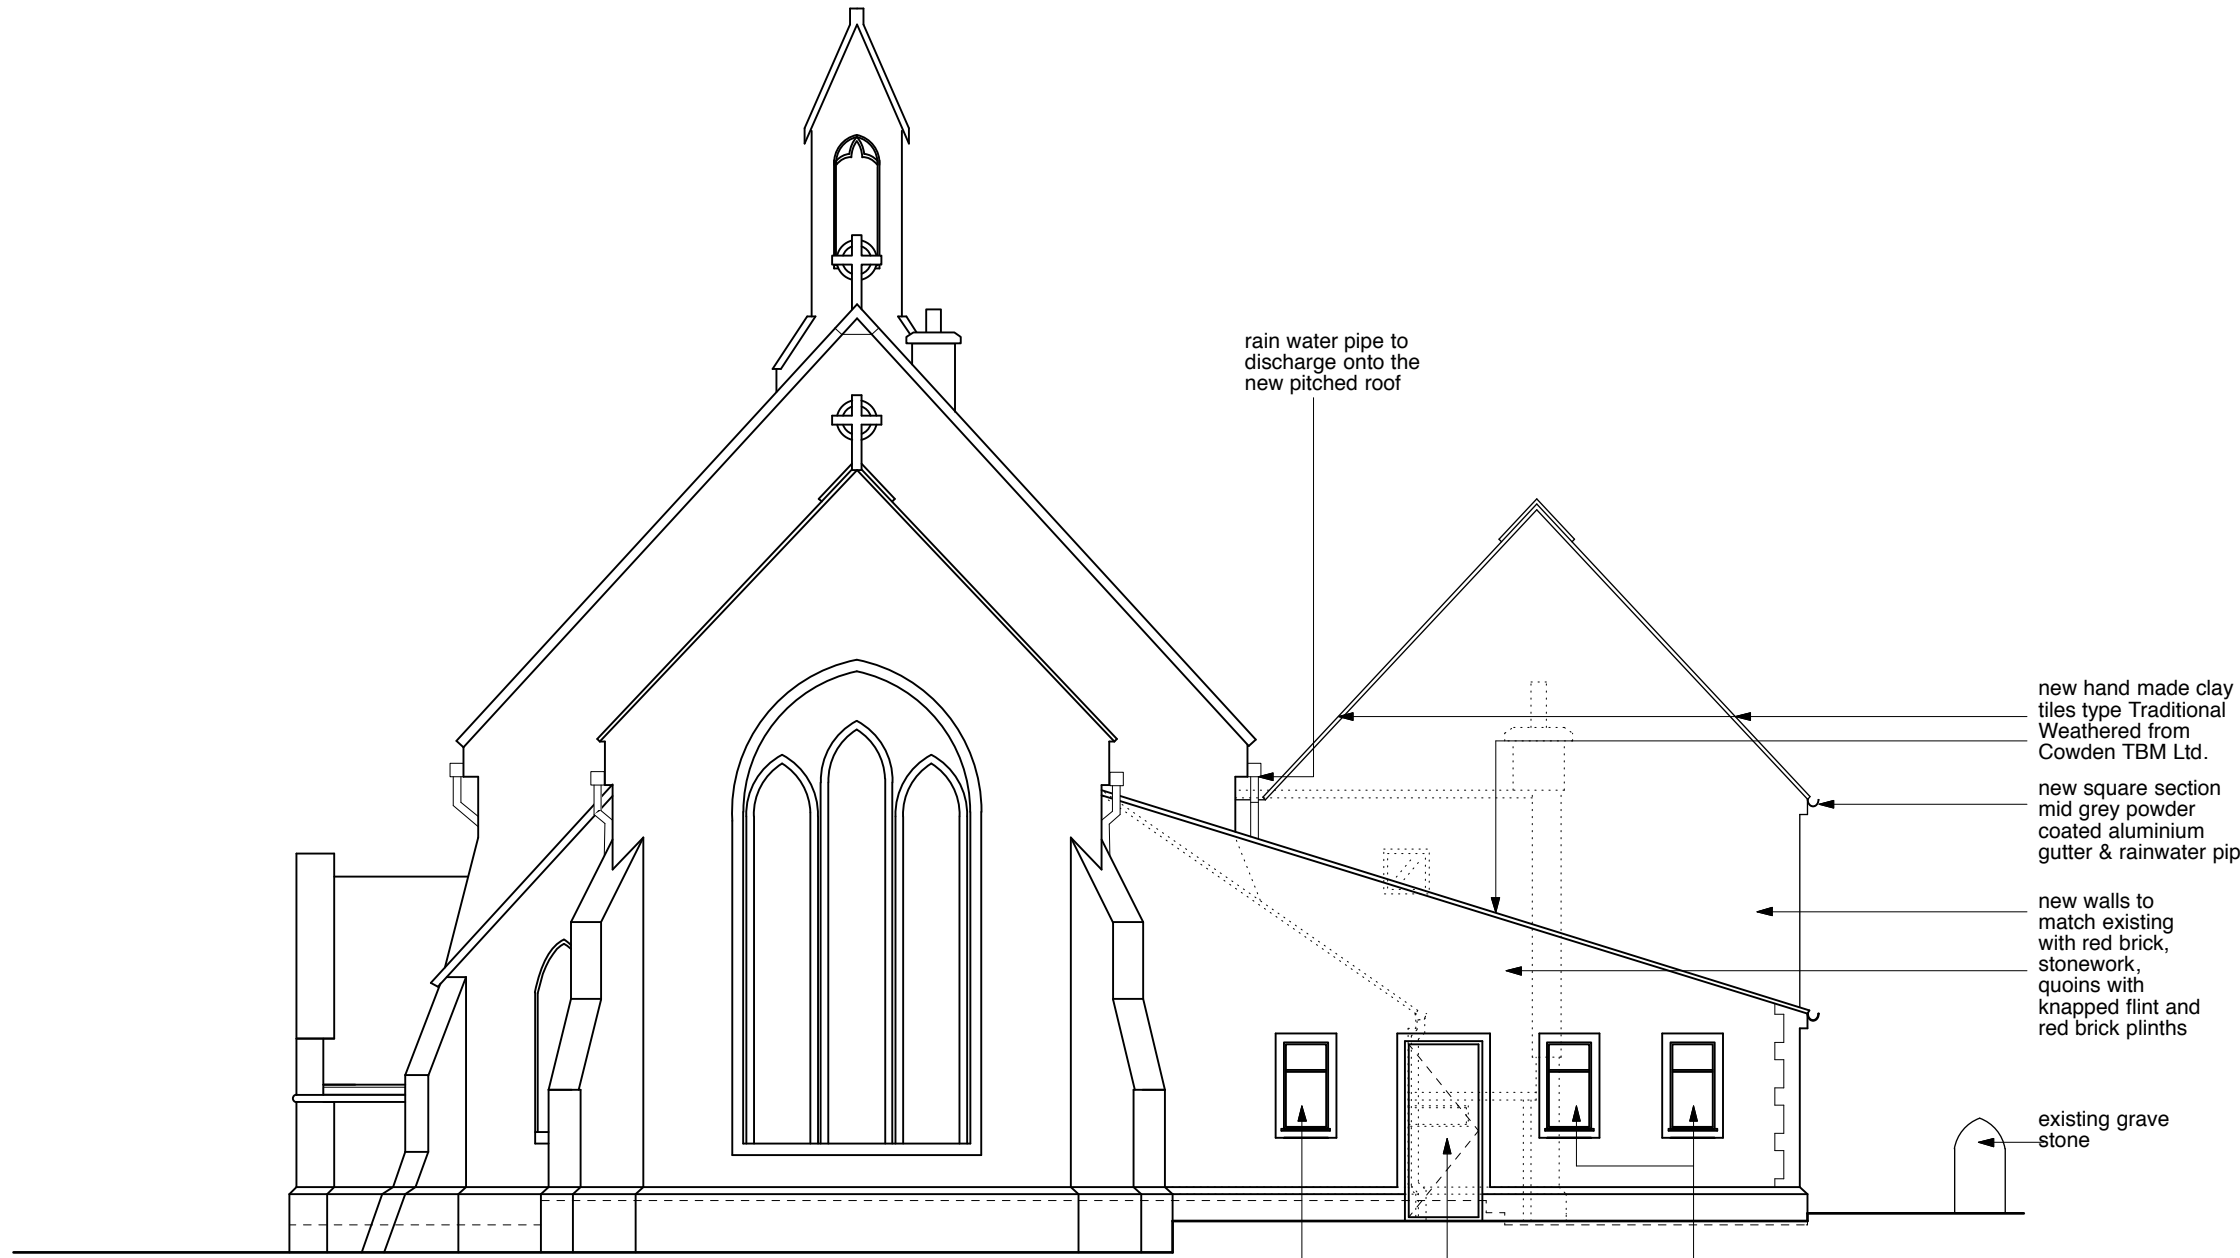 rain water pipe to
discharge onto the
new pitched roof
new hand made clay
tiles type Traditional
Weathered from
Cowden TBM Ltd.
new square section
mid grey powder
coated aluminium
gutter & rainwater pip
new walls to
match existing
with red brick,
stonework,
quoins with
knapped flint and
red brick plinths
existing grave
stone